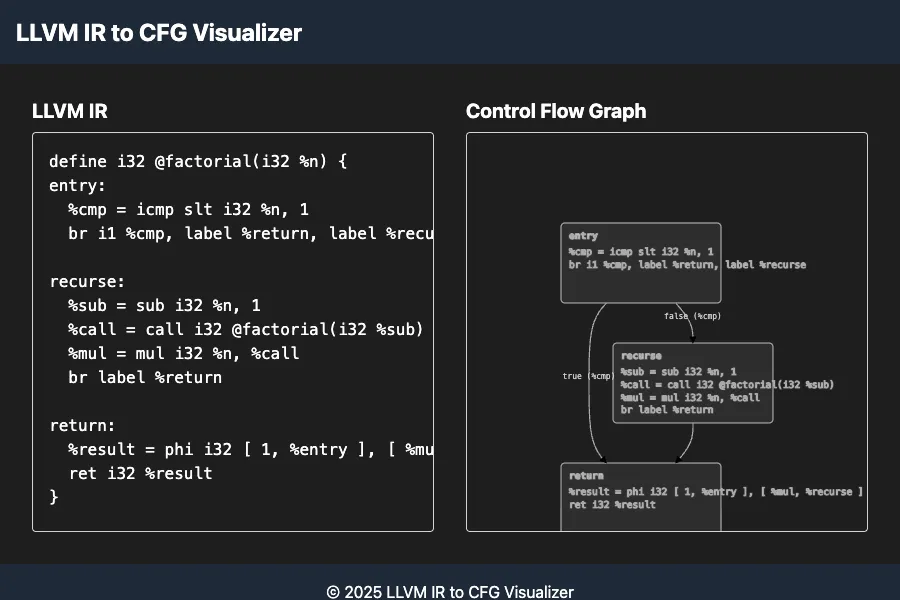 LLVM IR to CFG Visualizer
LLVM IR
define i32 @factorial(i32 %n) {
entry:
  %cmp = icmp slt i32 %n, 1
  br i1 %cmp, label %return, label %recu
recurse:
  %sub = sub i32 %n, 1
  %call = call i32 @factorial(i32 %sub)
  %mul = mul i32 %n, %call
  br label %return
return:
  %result = phi i32 [ 1, %entry ], [ %mu
  ret i32 %result
}
Control Flow Graph
entry
%cmp = icmp slt i32 %n, 1
br i1 %cmp, label %return, label %recurse
false (%cmp)
true (%cmp)
recurse
%sub = sub i32 %n, 1
%call = call i32 @factorial(i32 %sub)
%mul = mul i32 %n, %call
br label %return
return
%result = phi i32 [ 1, %entry ], [ %mul, %recurse ]
ret i32 %result
© 2025 LLVM IR to CFG Visualizer